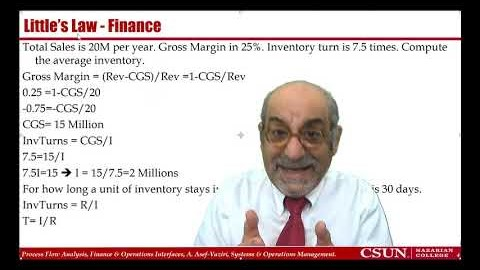 Little's Law - Finance
Total Sales is 20M per year. Gross Margin in 25%. Inventory turn is 7.5 times. Compute
the average inventory.
Gross Margin = (Rev-CGS)/Rev =1-CGS/Rev
0.25 =1-CGS/20
-0.75=-CGS/20
CGS= 15 Million
InvTurns = CGS/I
7.5=15/I
7.5I=15 → I = 15/7.5=2 Millions
For how long a unit of inventory stays i is 30 days.
InvTurns = R/I
T= I/R
Process Flow Analysis, Finance & Operations Interfaces, A. Asef-Vaziri, Systems & Operations Management.
CSUN
NAZARIAN
COLLEGE